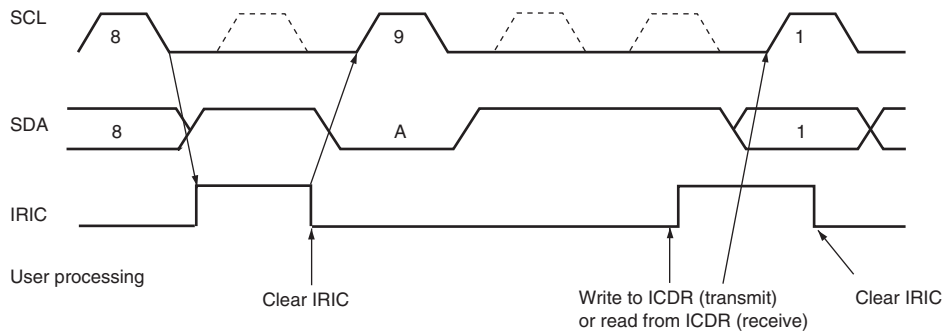 SCL
8
9
1
SDA
8
A
1
IRIC
User processing
Clear IRIC
Write to ICDR (transmit)
or read from ICDR (receive)
Clear IRIC